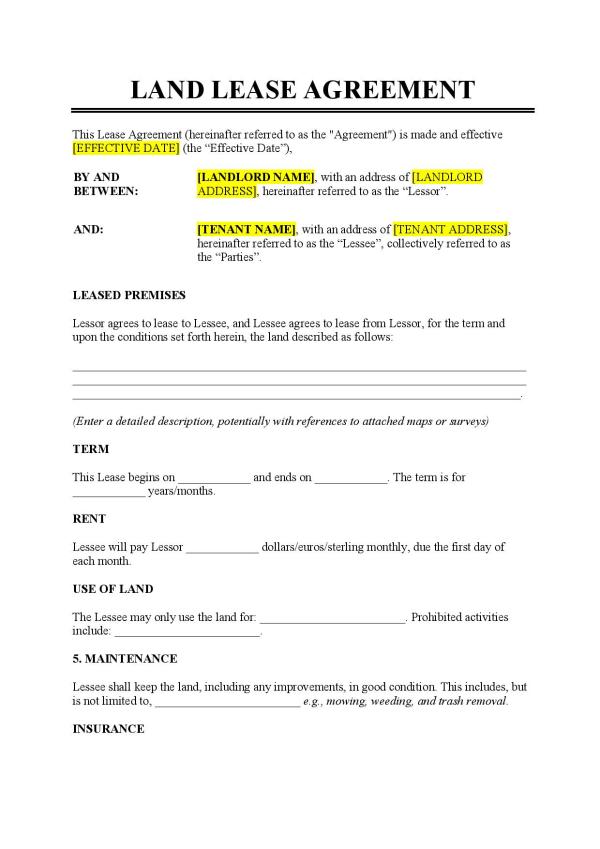 LAND LEASE AGREEMENT
This Lease Agreement (hereinafter referred to as the "Agreement") is made and effective
[EFFECTIVE DATE] (the “Effective Date”),
BY AND
BETWEEN:
[LANDLORD NAME], with an address of [LANDLORD
ADDRESS], hereinafter referred to as the “Lessor”.
AND:
[TENANT NAME], with an address of [TENANT ADDRESS],
hereinafter referred to as the “Lessee”, collectively referred to as
the “Parties”.
LEASED PREMISES
Lessor agrees to lease to Lessee, and Lessee agrees to lease from Lessor, for the term and
upon the conditions set forth herein, the land described as follows:
___________________________________________________________________________
___________________________________________________________________________
__________________________________________________________________________.
(Enter a detailed description, potentially with references to attached maps or surveys)
TERM
This Lease begins on ____________ and ends on ____________. The term is for
____________ years/months.
RENT
Lessee will pay Lessor ____________ dollars/euros/sterling monthly, due the first day of
each month.
USE OF LAND
The Lessee may only use the land for: ________________________. Prohibited activities
include: ________________________.
5. MAINTENANCE
Lessee shall keep the land, including any improvements, in good condition. This includes, but
is not limited to, ________________________ e.g., mowing, weeding, and trash removal.
INSURANCE